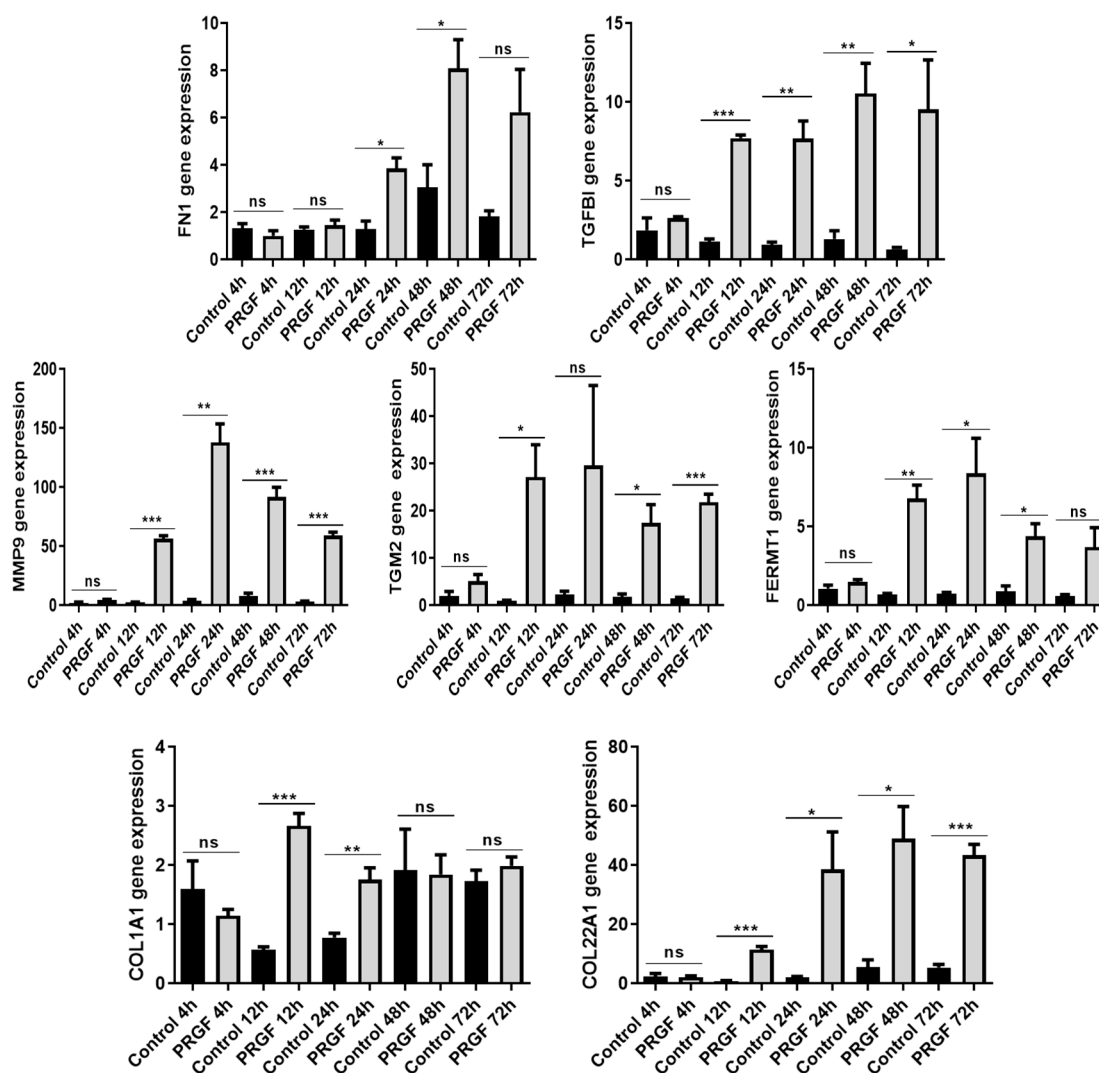 FN1 gene expression
10
8
6
4
2
0
ns
ns
*
*
ns
Control 4h
PRGF 4h
Control 12h
PRGF 12h
Control 24h
PRGF 24h
Control 48h
PRGF 48h
Control 72h
PRGF 72h
TGFBI gene expression
15
10
5
0
ns
***
**
**
*
Control 4h
PRGF 4h
Control 12h
PRGF 12h
Control 24h
PRGF 24h
Control 48h
PRGF 48h
Control 72h
PRGF 72h
MMP9 gene expression
200
150
100
50
0
ns
***
**
***
***
Control 4h
PRGF 4h
Control 12h
PRGF 12h
Control 24h
PRGF 24h
Control 48h
PRGF 48h
Control 72h
PRGF 72h
TGM2 gene expression
50
40
30
20
10
0
ns
*
ns
*
***
Control 4h
PRGF 4h
Control 12h
PRGF 12h
Control 24h
PRGF 24h
Control 48h
PRGF 48h
Control 72h
PRGF 72h
FERMT1 gene expression
15
10
5
0
ns
**
*
*
ns
Control 4h
PRGF 4h
Control 12h
PRGF 12h
Control 24h
PRGF 24h
Control 48h
PRGF 48h
Control 72h
PRGF 72h
COL1A1 gene expression
4
3
2
1
0
ns
***
**
ns
ns
Control 4h
PRGF 4h
Control 12h
PRGF 12h
Control 24h
PRGF 24h
Control 48h
PRGF 48h
Control 72h
PRGF 72h
COL22A1 gene expression
80
60
40
20
0
ns
***
*
*
***
Control 4h
PRGF 4h
Control 12h
PRGF 12h
Control 24h
PRGF 24h
Control 48h
PRGF 48h
Control 72h
PRGF 72h